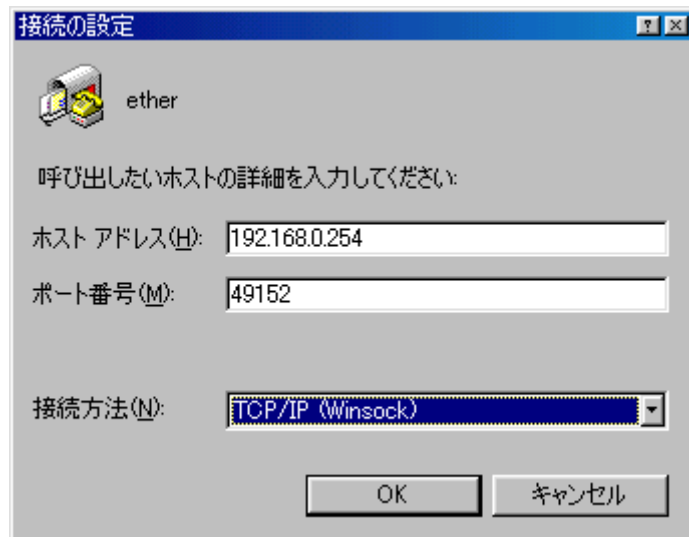 接続の設定
ether
呼び出したいホストの詳細を入力してください:
ホスト アドレス(H): 192.168.0.254
ポート番号(M): 49152
接続方法(N): TCP/IP (Winsock)
OK キャンセル